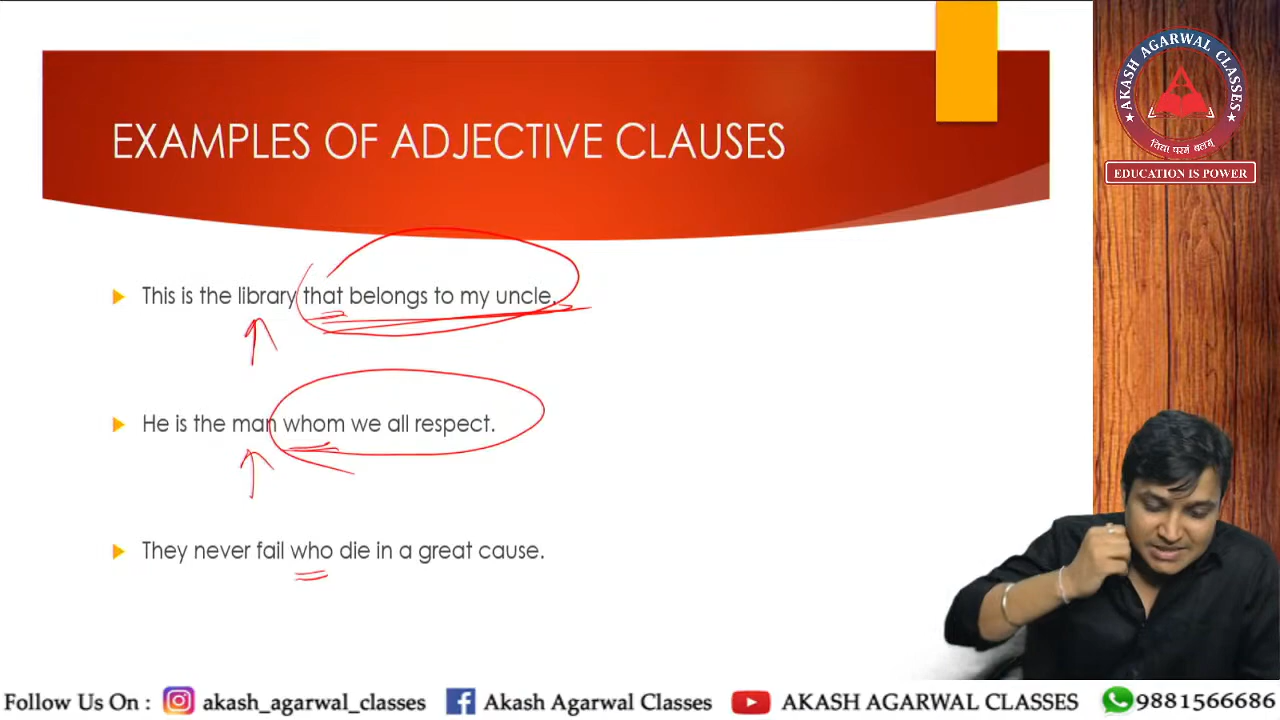 EXAMPLES OF ADJECTIVE CLAUSES
This is the library that belongs to my uncle.
He is the man whom we all respect.
They never fail who die in a great cause.
AKASH AGARWAL CLASSES
विद्या परमं बलम्
EDUCATION IS POWER
Follow Us On : akash_agarwal_classes Akash Agarwal Classes AKASH AGARWAL CLASSES 9881566686